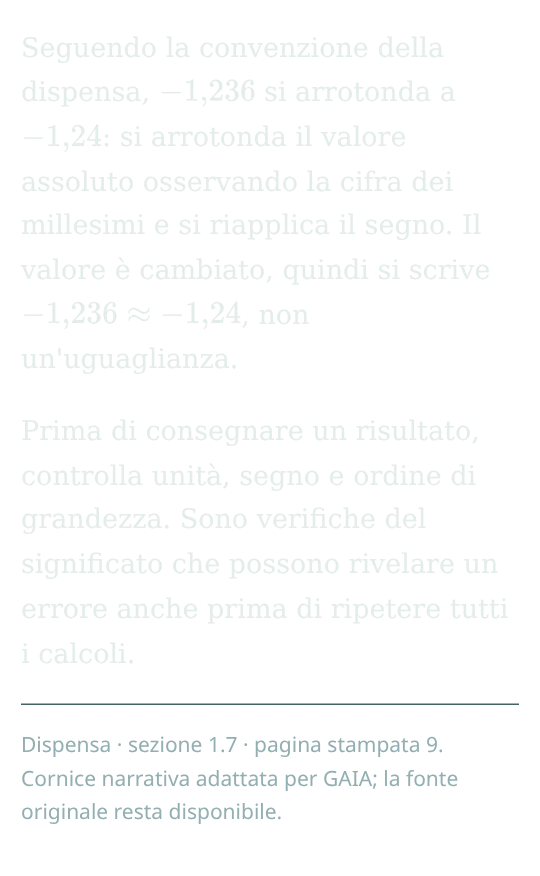 Seguendo la convenzione della
dispensa, −1,236 si arrotonda a
−1,24: si arrotonda il valore
assoluto osservando la cifra dei
millesimi e si riapplica il segno. Il
valore è cambiato, quindi si scrive
−1,236 ≈ −1,24, non
un'uguaglianza.
Prima di consegnare un risultato,
controlla unità, segno e ordine di
grandezza. Sono verifiche del
significato che possono rivelare un
errore anche prima di ripetere tutti
i calcoli.
Dispensa · sezione 1.7 · pagina stampata 9.
Cornice narrativa adattata per GAIA; la fonte
originale resta disponibile.